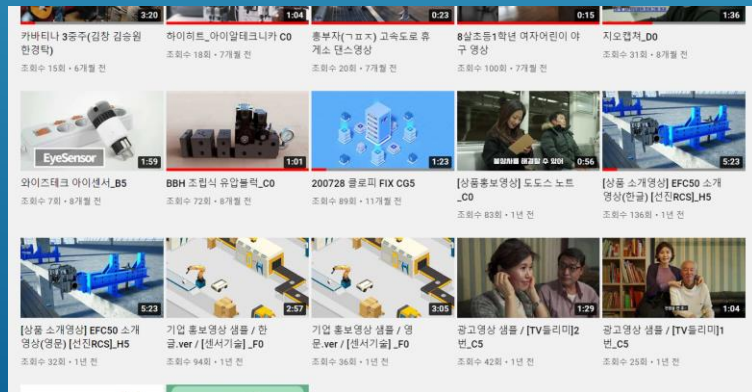 3:20
1:04
0:23
0:15
1:36
카바티나 3중주(김창 김승원
한경탁)
조회수 15회 • 6개월 전
하이히트_아이알테크니카 C0
조회수 18회 • 7개월 전
흥부자(ㄱㅍㅈ) 고속도로 휴
게소 댄스영상
조회수 20회 • 7개월 전
8살초등1학년 여자어린이 야
구 영상
조회수 100회 • 7개월 전
지오캡쳐_D0
조회수 31회 • 8개월 전
EyeSensor
1:59
1:01
1:23
불상사를 해결할 수 있어
0:56
5:23
와이즈테크 아이센서_B5
조회수 7회 • 8개월 전
BBH 조립식 유압블럭_C0
조회수 72회 • 8개월 전
200728 클로피 FIX CG5
조회수 89회 • 11개월 전
[상품홍보영상] 도도스 노트
_C0
조회수 83회 • 1년 전
[상품 소개영상] EFC50 소개
영상(한글) [선진RCS]_H5
조회수 136회 • 1년 전
5:23
2:57
3:05
1:29
1:04
[상품 소개영상] EFC50 소개
영상(영문) [선진RCS]_H5
조회수 32회 • 1년 전
기업 홍보영상 샘플 / 한
글.ver / [센서기술] _F0
조회수 94회 • 1년 전
기업 홍보영상 샘플 / 영
문.ver / [센서기술] _F0
조회수 36회 • 1년 전
광고영상 샘플 / [TV들리미]2
번_C5
조회수 42회 • 1년 전
광고영상 샘플 / [TV들리미]1
번_C5
조회수 25회 • 1년 전